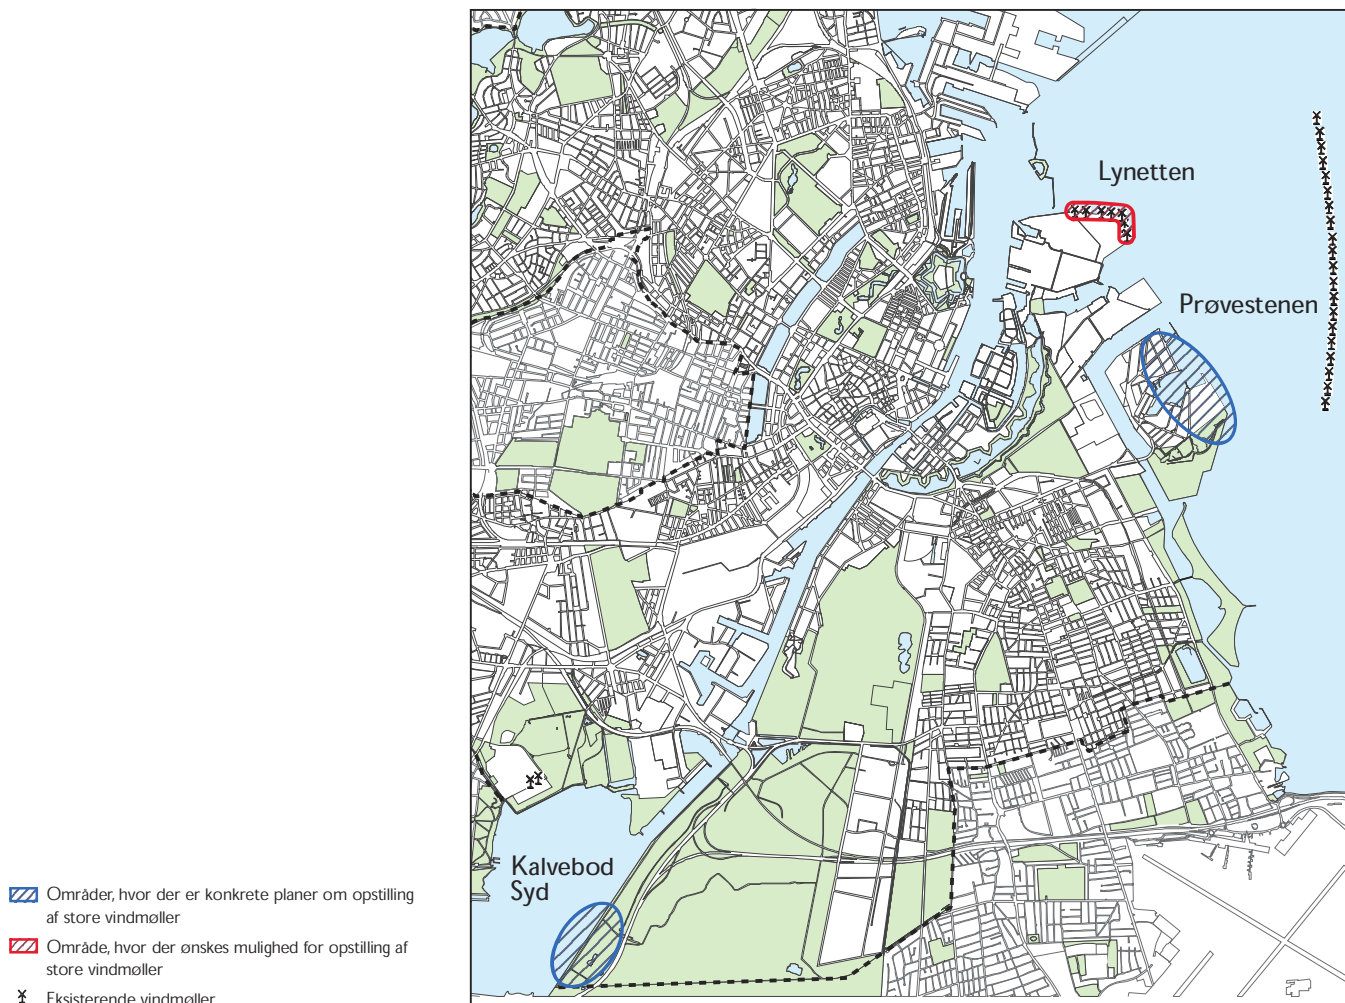 Lynetten
Prøvestenen
Kalvebod
Syd
Områder, hvor der er konkrete planer om opstilling
af store vindmøller
Område, hvor der ønskes mulighed for opstilling af
store vindmøller
Eksisterende vindmøller